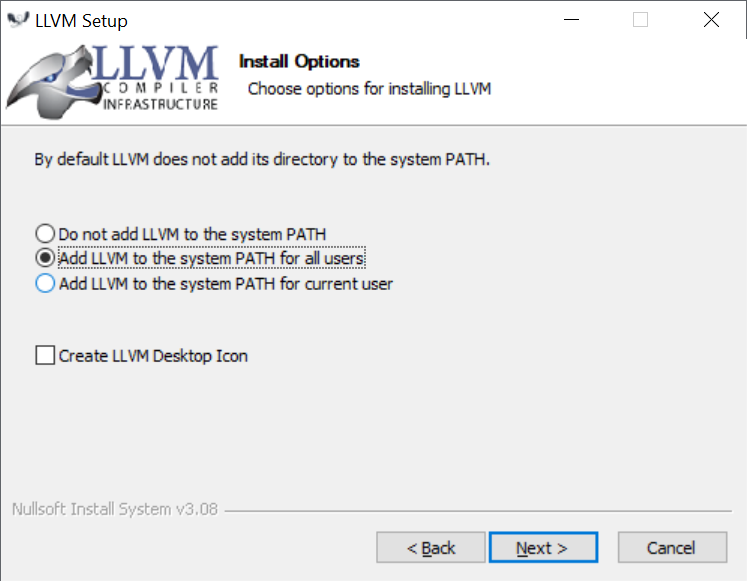 LLVM Setup
LLVM
COMPILER
INFRASTRUCTURE
Install Options
Choose options for installing LLVM
By default LLVM does not add its directory to the system PATH.
Do not add LLVM to the system PATH
Add LLVM to the system PATH for all users
Add LLVM to the system PATH for current user
Create LLVM Desktop Icon
Nullsoft Install System v3.08
< Back
Next >
Cancel